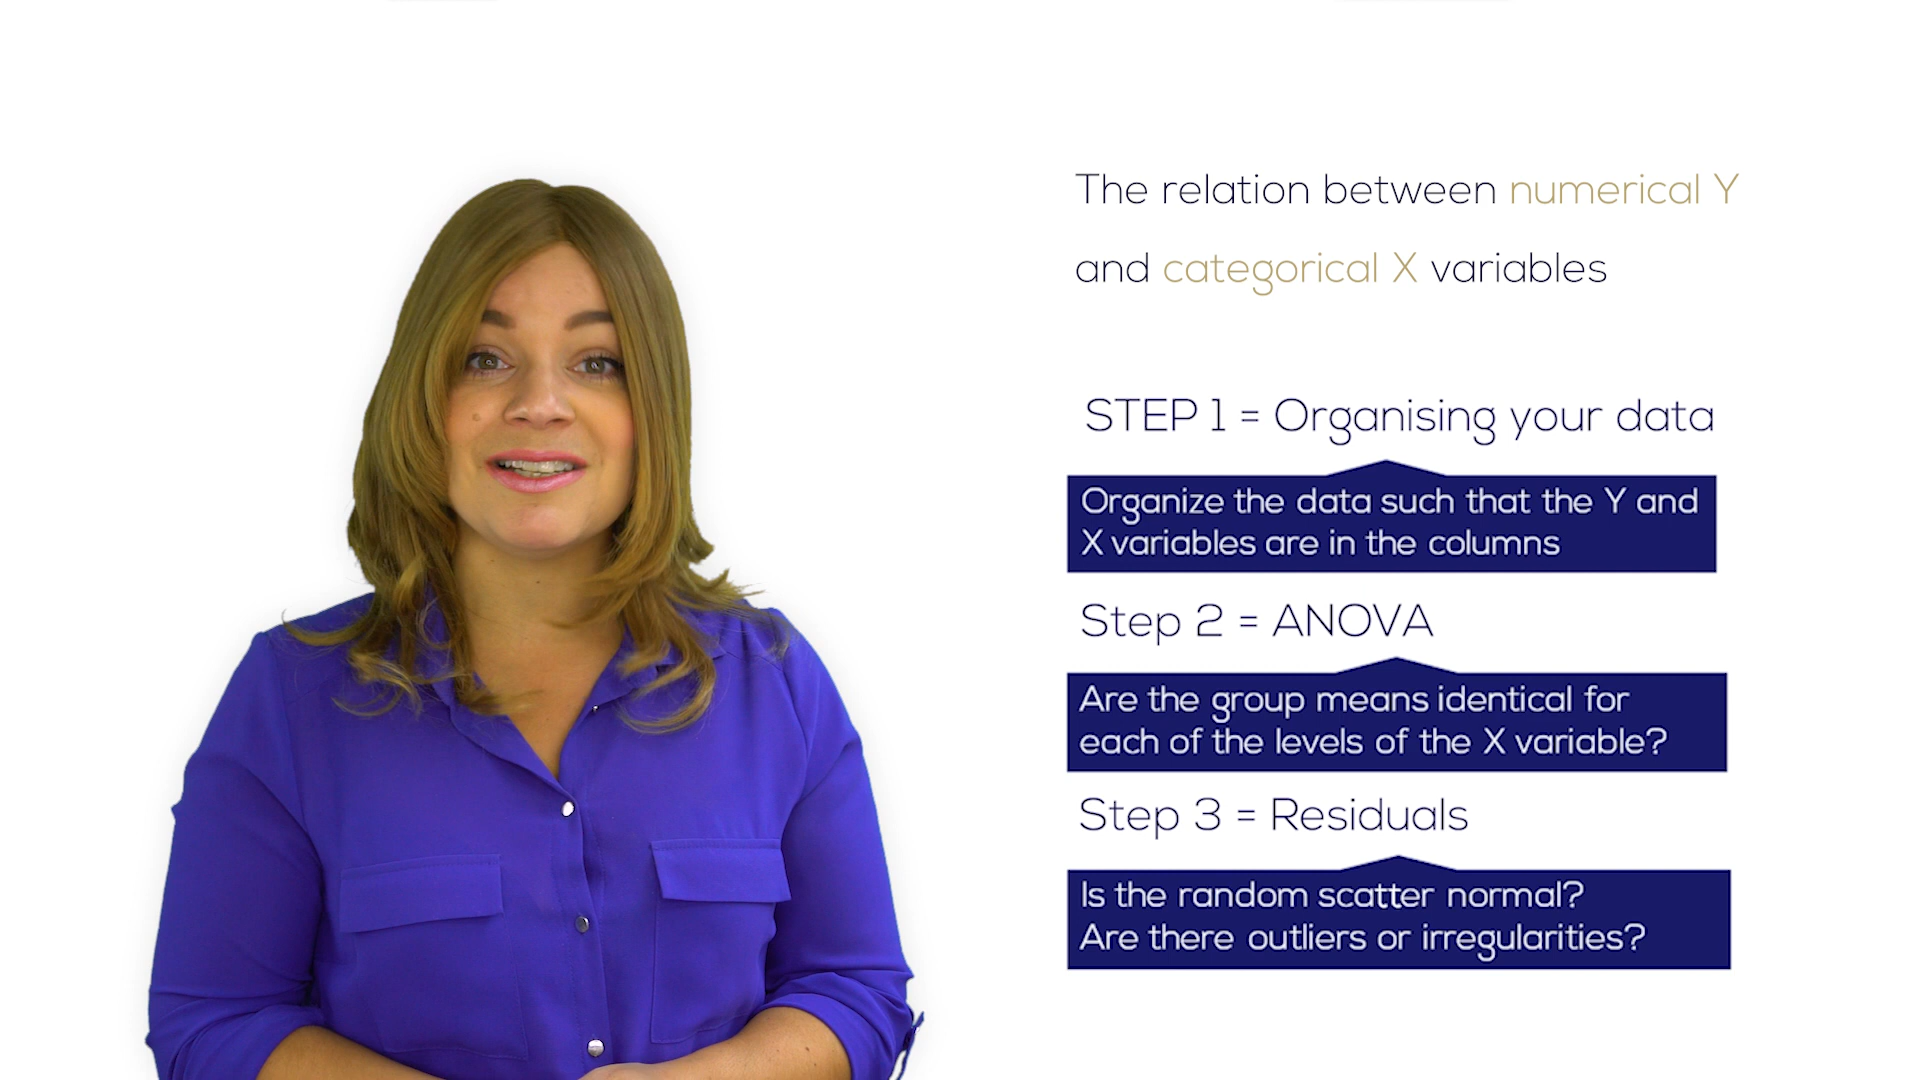 The relation between numerical Y
and categorical X variables
STEP 1 = Organising your data
Organize the data such that the Y and
X variables are in the columns
Step 2 = ANOVA
Are the group means identical for
each of the levels of the X variable?
Step 3 = Residuals
Is the random scatter normal?
Are there outliers or irregularities?